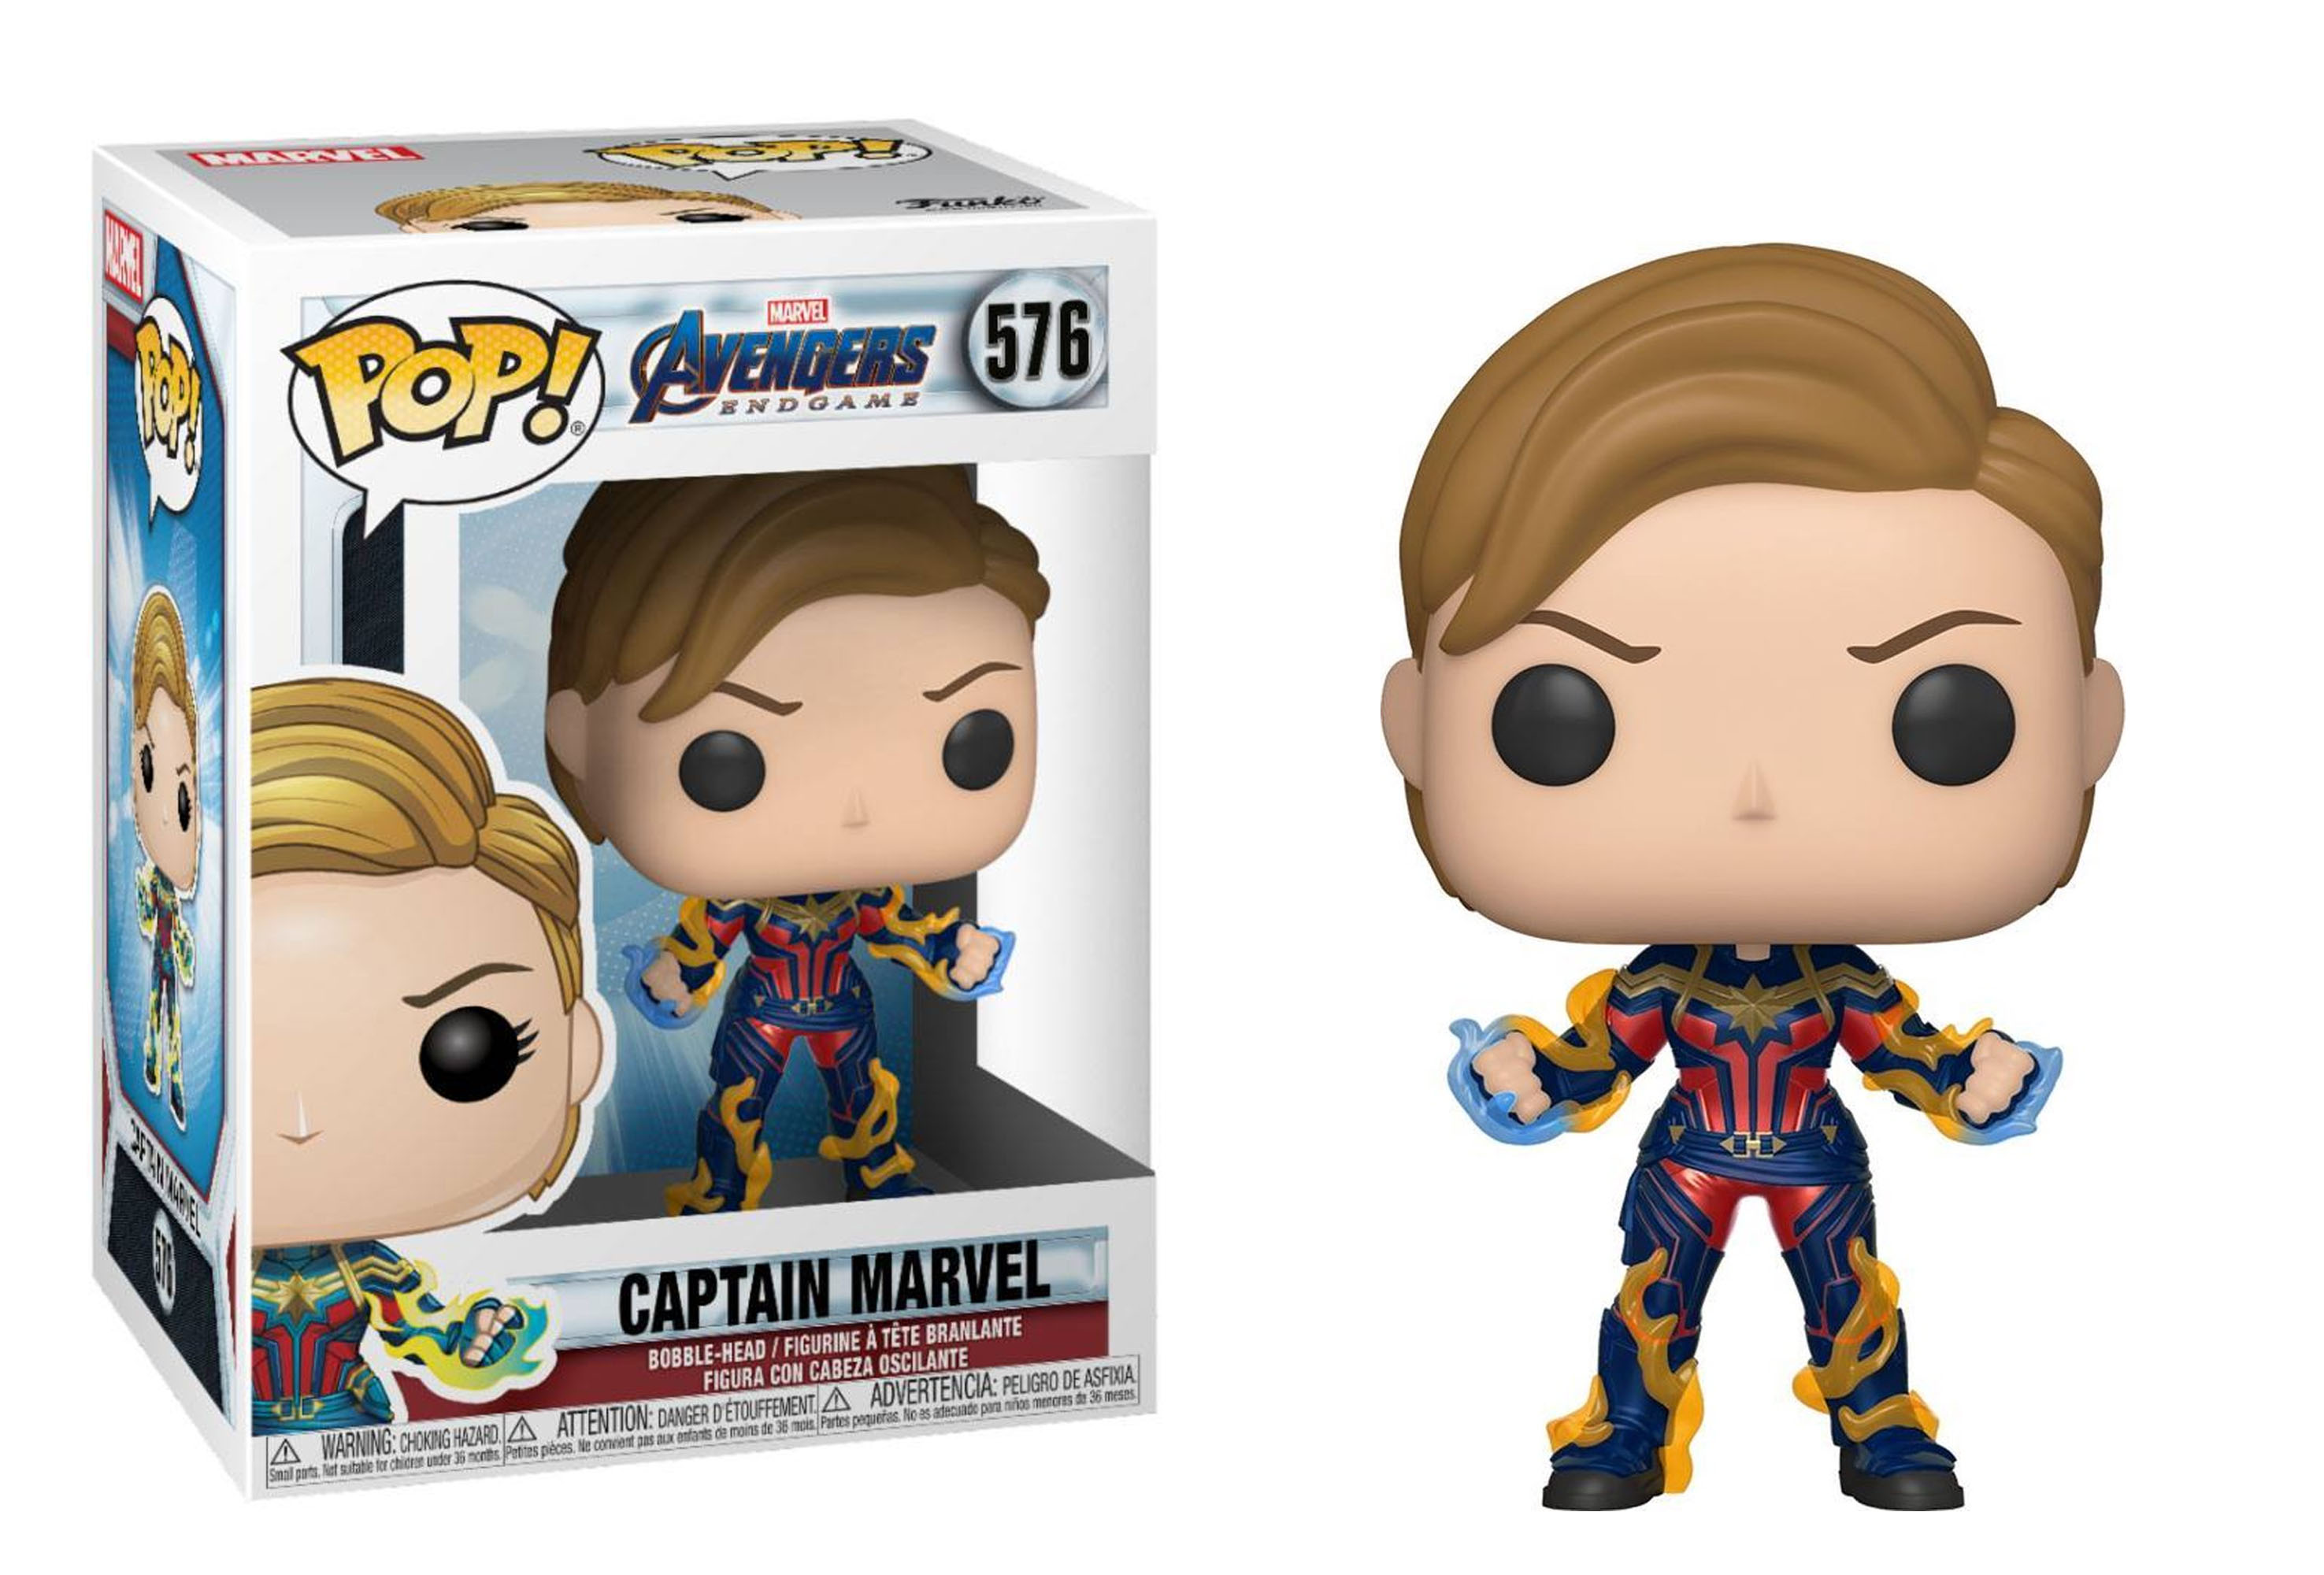 MARVEL
POP!
Funko
MARVEL
POP!
CAPTAIN MARVEL
576
POP!®
MARVEL
AVENGERS
ENDGAME
576
CAPTAIN MARVEL
BOBBLE-HEAD / FIGURINE À TÊTE BRANLANTE
FIGURA CON CABEZA OSCILANTE
WARNING: CHOKING HAZARD.
Small parts. Not suitable for children under 36 months.
ATTENTION: DANGER D'ÉTOUFFEMENT.
Petites pièces. Ne convient pas aux enfants de moins de 36 mois.
ADVERTENCIA: PELIGRO DE ASFIXIA.
Partes pequeñas. No es adecuado para niños menores de 36 meses.